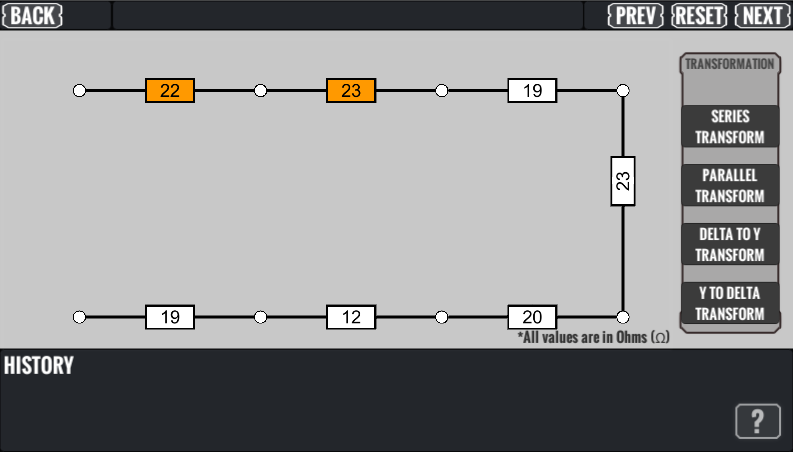 BACK
PREV RESET NEXT
TRANSFORMATION
22 23 19
SERIES
TRANSFORM
23
PARALLEL
TRANSFORM
DELTA TO Y
TRANSFORM
Y TO DELTA
TRANSFORM
19 12 20
*All values are in Ohms (Ω)
HISTORY
?